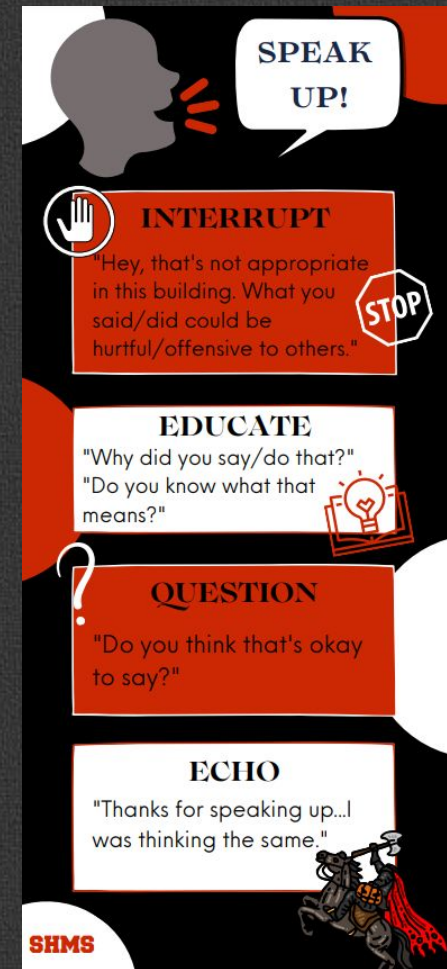 SPEAK
UP!
INTERRUPT
"Hey, that's not appropriate
in this building. What you
said/did could be
hurtful/offensive to others."
STOP
EDUCATE
"Why did you say/do that?"
"Do you know what that
means?"
QUESTION
"Do you think that's okay
to say?"
ECHO
"Thanks for speaking up...I
was thinking the same."
SHMS